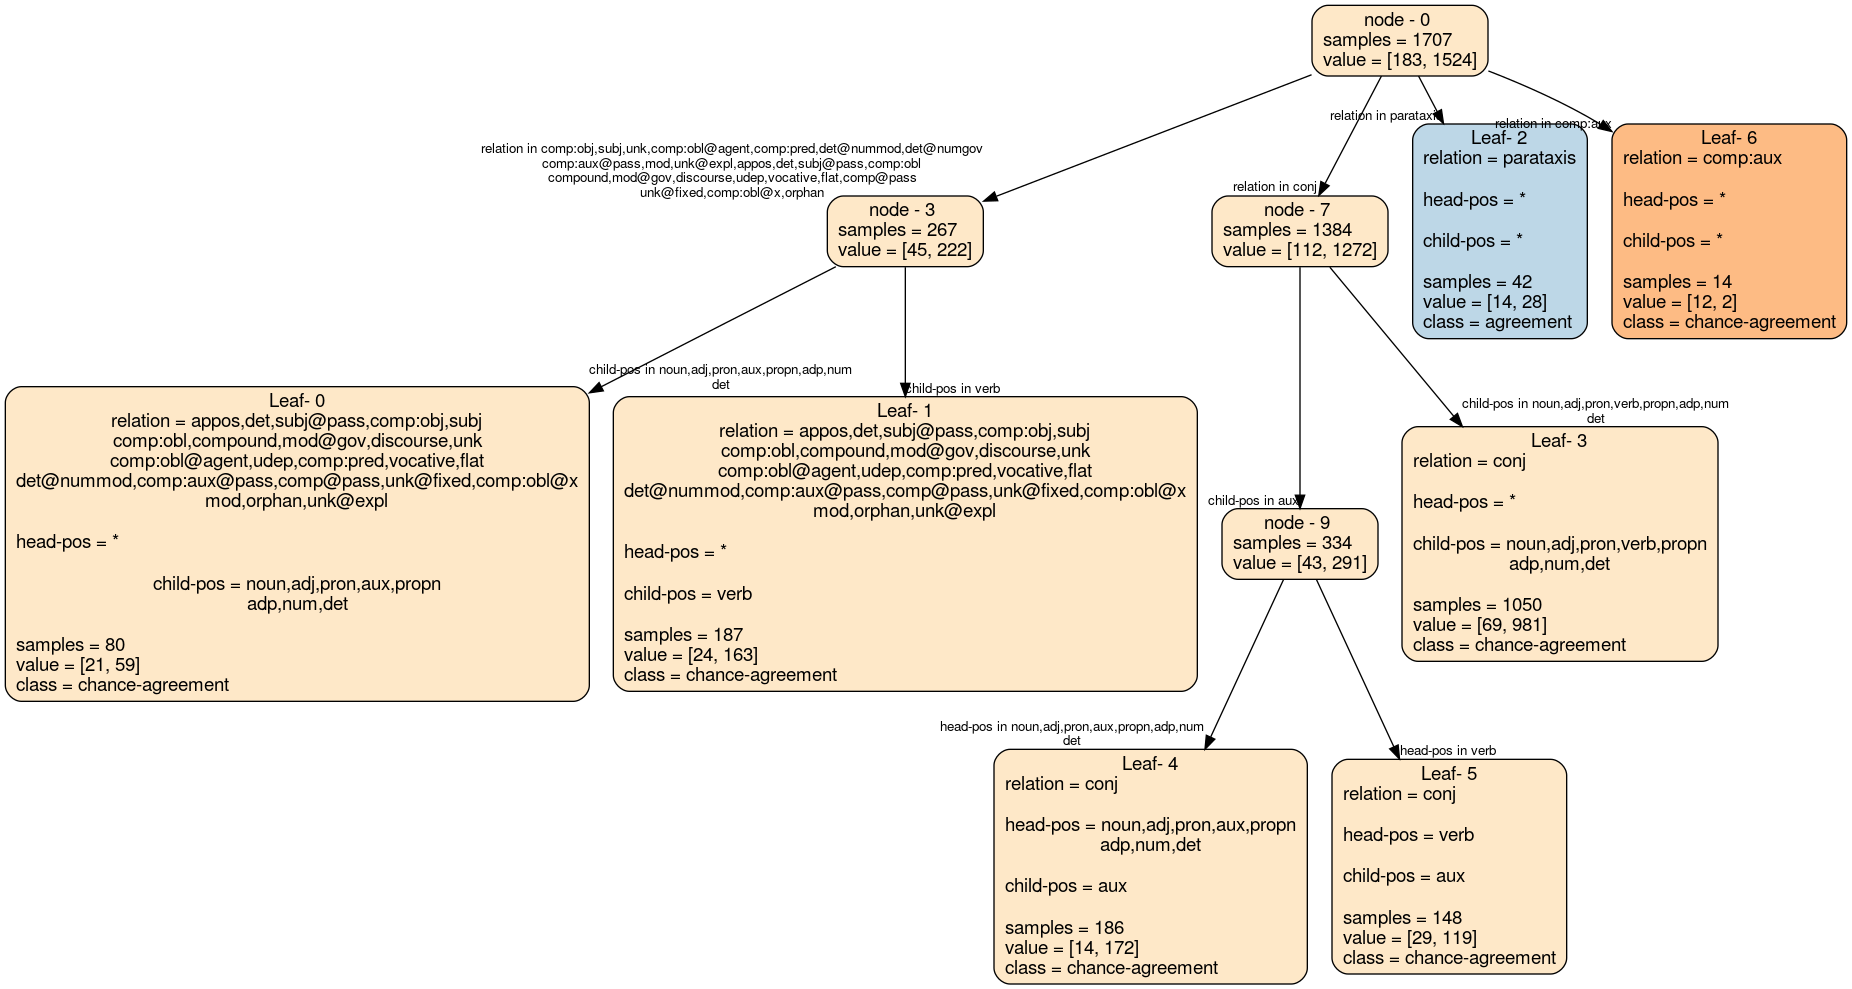 node - 0
samples = 1707
value = [183, 1524]
relation in parataxis
relation in comp:aux
relation in comp:obj,subj,unk,comp:obl@agent,comp:pred,det@nummod,det@numgov
comp:aux@pass,mod,unk@expl,appos,det,subj@pass,comp:obl
compound,mod@gov,discourse,udep,vocative,flat,comp@pass
unk@fixed,comp:obl@x,orphan
relation in conj
node - 3
samples = 267
value = [45, 222]
node - 7
samples = 1384
value = [112, 1272]
Leaf- 2
relation = parataxis
head-pos = *
child-pos = *
samples = 42
value = [14, 28]
class = agreement
Leaf- 6
relation = comp:aux
head-pos = *
child-pos = *
samples = 14
value = [12, 2]
class = chance-agreement
child-pos in noun,adj,pron,aux,propn,adp,num
det
child-pos in verb
child-pos in noun,adj,pron,verb,propn,adp,num
det
Leaf- 0
relation = appos,det,subj@pass,comp:obj,subj
comp:obl,compound,mod@gov,discourse,unk
comp:obl@agent,udep,comp:pred,vocative,flat
det@nummod,comp:aux@pass,comp@pass,unk@fixed,comp:obl@x
mod,orphan,unk@expl
head-pos = *
child-pos = noun,adj,pron,aux,propn
adp,num,det
samples = 80
value = [21, 59]
class = chance-agreement
Leaf- 1
relation = appos,det,subj@pass,comp:obj,subj
comp:obl,compound,mod@gov,discourse,unk
comp:obl@agent,udep,comp:pred,vocative,flat
det@nummod,comp:aux@pass,comp@pass,unk@fixed,comp:obl@x
mod,orphan,unk@expl
head-pos = *
child-pos = verb
samples = 187
value = [24, 163]
class = chance-agreement
child-pos in aux
node - 9
samples = 334
value = [43, 291]
Leaf- 3
relation = conj
head-pos = *
child-pos = noun,adj,pron,verb,propn
adp,num,det
samples = 1050
value = [69, 981]
class = chance-agreement
head-pos in noun,adj,pron,aux,propn,adp,num
det
head-pos in verb
Leaf- 4
relation = conj
head-pos = noun,adj,pron,aux,propn
adp,num,det
child-pos = aux
samples = 186
value = [14, 172]
class = chance-agreement
Leaf- 5
relation = conj
head-pos = verb
child-pos = aux
samples = 148
value = [29, 119]
class = chance-agreement